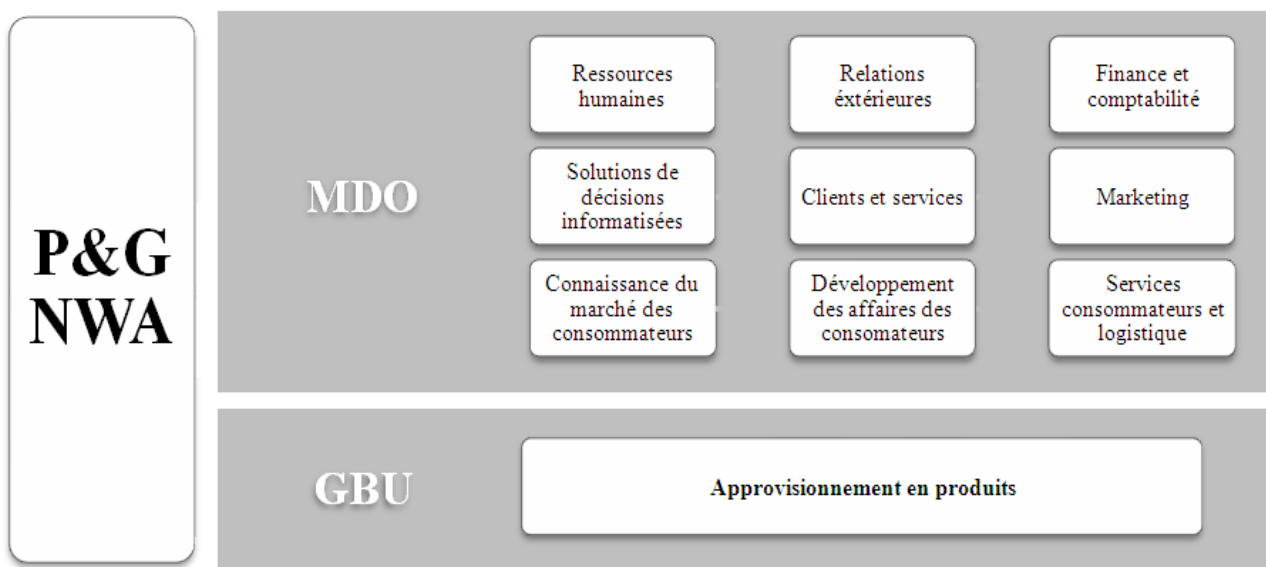 P&G
NWA
MDO
Ressources
humaines
Relations
éxtérieures
Finance et
comptabilité
Solutions de
décisions
informatisées
Clients et services
Marketing
Connaissance du
marché des
consommateurs
Développement
des affaires des
consomateurs
Services
consommateurs et
logistique
GBU
Approvisionnement en produits